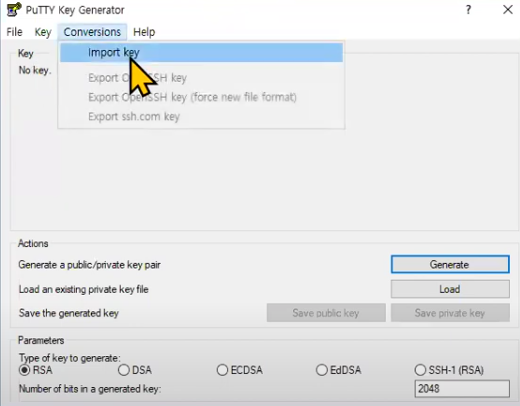 PuTTY Key Generator ? ×
File Key Conversions Help
Import key
Key
No key.
Export OpenSSH key
Export OpenSSH key (force new file format)
Export ssh.com key
Actions
Generate a public/private key pair Generate
Load an existing private key file Load
Save the generated key Save public key Save private key
Parameters
Type of key to generate:
RSA DSA ECDSA EdDSA SSH-1 (RSA)
Number of bits in a generated key: 2048